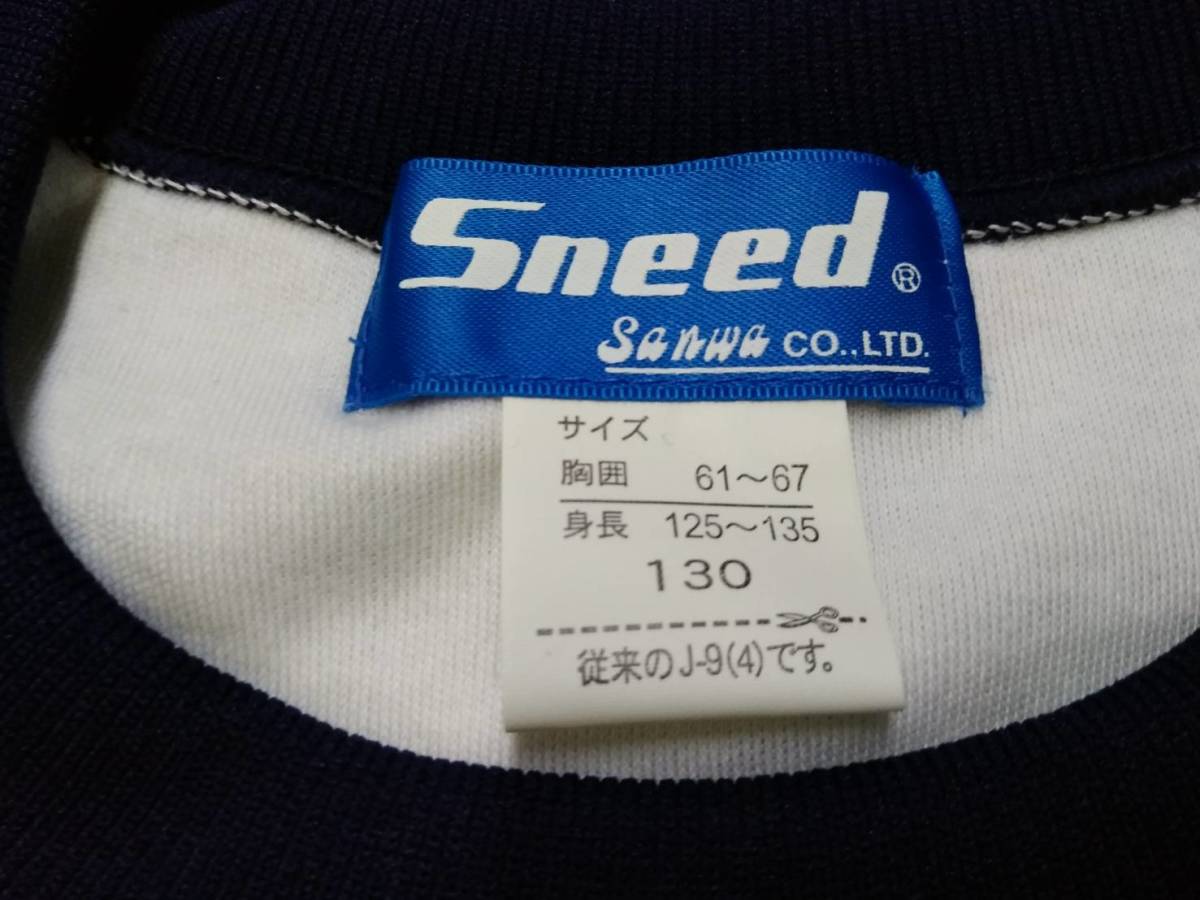 Sneed®
Sanwa CO.,LTD.
サイズ
胸囲 61〜67
身長 125〜135
130
従来のJ-9(4)です。